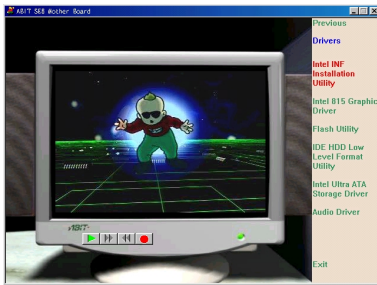 ABIT SE6 Mother Board
Previous
Drivers
Intel INF
Installation
Utility
Intel 815 Graphic
Driver
Flash Utility
IDE HDD Low
Level Format
Utility
Intel Ultra ATA
Storage Driver
Audio Driver
ABIT
Exit